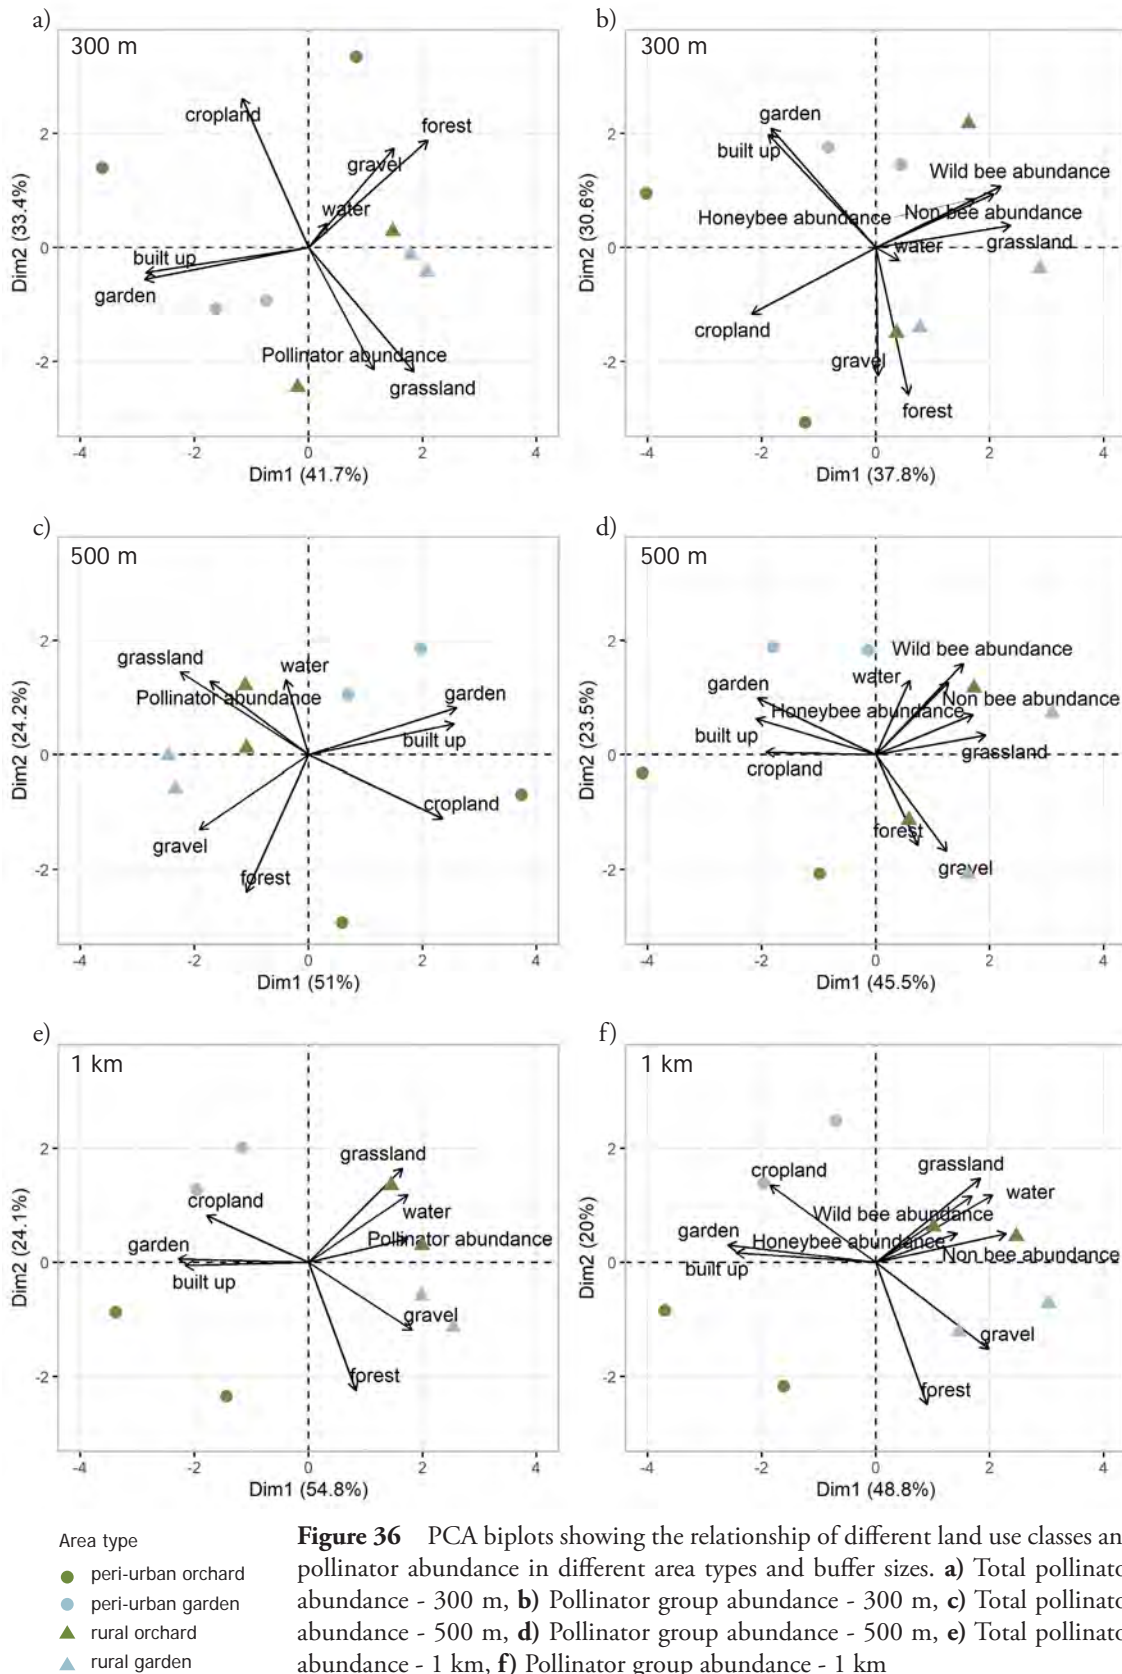 a)
300 m
cropland
forest
gravel
water
built up
garden
Pollinator abundance
grassland
2
0
-2
-4
-2
0
2
4
Dim1 (41.7%)
Dim2 (33.4%)
b)
300 m
garden
built up
Wild bee abundance
Honeybee abundance
Non bee abundance
water
grassland
cropland
gravel
forest
2
0
-2
-4
-2
0
2
4
Dim1 (37.8%)
Dim2 (30.6%)
c)
500 m
grassland
water
Pollinator abundance
garden
built up
cropland
gravel
forest
2
0
-2
-4
-2
0
2
4
Dim1 (51%)
Dim2 (24.2%)
d)
500 m
Wild bee abundance
water
garden
Non bee abundance
Honeybee abundance
built up
grassland
cropland
forest
gravel
2
0
-2
-4
-2
0
2
4
Dim1 (45.5%)
Dim2 (23.5%)
e)
1 km
grassland
cropland
water
garden
Pollinator abundance
built up
gravel
forest
2
0
-2
-4
-2
0
2
4
Dim1 (54.8%)
Dim2 (24.1%)
f)
1 km
grassland
cropland
water
Wild bee abundance
garden
Honeybee abundance
Non bee abundance
built up
gravel
forest
2
0
-2
-4
-2
0
2
4
Dim1 (48.8%)
Dim2 (20%)
Area type
peri-urban orchard
peri-urban garden
rural orchard
rural garden
Figure 36 PCA biplots showing the relationship of different land use classes an
pollinator abundance in different area types and buffer sizes. a) Total pollinato
abundance - 300 m, b) Pollinator group abundance - 300 m, c) Total pollinato
abundance - 500 m, d) Pollinator group abundance - 500 m, e) Total pollinato
abundance - 1 km, f) Pollinator group abundance - 1 km